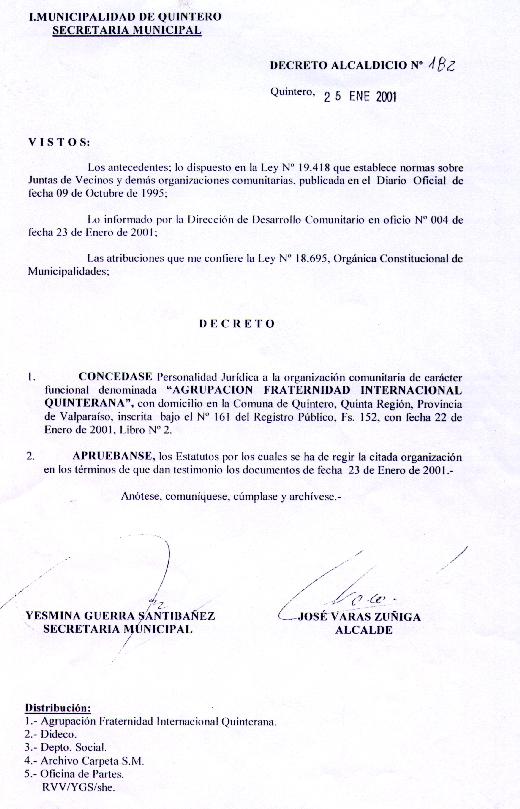 I.MUNICIPALIDAD DE QUINTERO
SECRETARIA MUNICIPAL
DECRETO ALCALDICIO Nº 182
Quintero, 25 ENE 2001
V I S T O S:
Los antecedentes; lo dispuesto en la Ley Nº 19.418 que establece normas sobre
Juntas de Vecinos y demás organizaciones comunitarias, publicada en el Diario Oficial de
fecha 09 de Octubre de 1995;
Lo informado por la Dirección de Desarrollo Comunitario en oficio Nº 004 de
fecha 23 de Enero de 2001;
Las atribuciones que me confiere la Ley Nº 18.695, Orgánica Constitucional de
Municipalidades;
D E C R E T O
1. CONCEDASE Personalidad Jurídica a la organización comunitaria de carácter
funcional denominada "AGRUPACION FRATERNIDAD INTERNACIONAL
QUINTERANA", con domicilio en la Comuna de Quintero, Quinta Región, Provincia
de Valparaíso, inscrita bajo el Nº 161 del Registro Público, Fs. 152, con fecha 22 de
Enero de 2001, Libro Nº 2.
2. APRUEBANSE, los Estatutos por los cuales se ha de regir la citada organización
en los términos de que dan testimonio los documentos de fecha 23 de Enero de 2001.-
Anótese, comuníquese, cúmplase y archívese.-
YESMINA GUERRA SANTIBAÑEZ
SECRETARIA MUNICIPAL
JOSÉ VARAS ZUÑIGA
ALCALDE
Distribución:
1.- Agrupación Fraternidad Internacional Quinterana.
2.- Dideco.
3.- Depto. Social.
4.- Archivo Carpeta S.M.
5.- Oficina de Partes.
RVV/YGS/she.